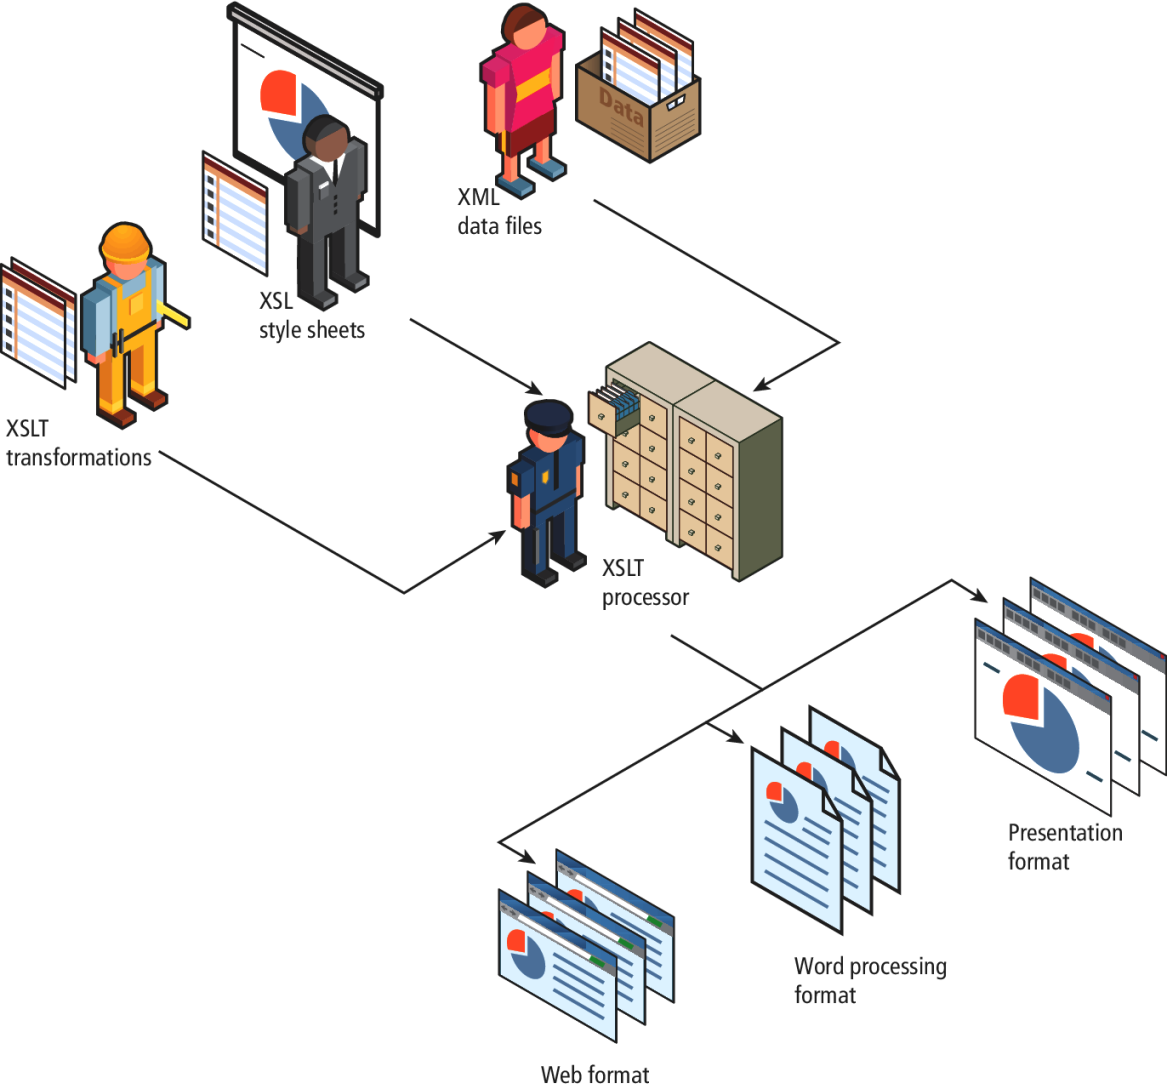 Data
XML
data files
XSL
style sheets
XSLT
transformations
XSLT
processor
Presentation
format
Word processing
format
Web format